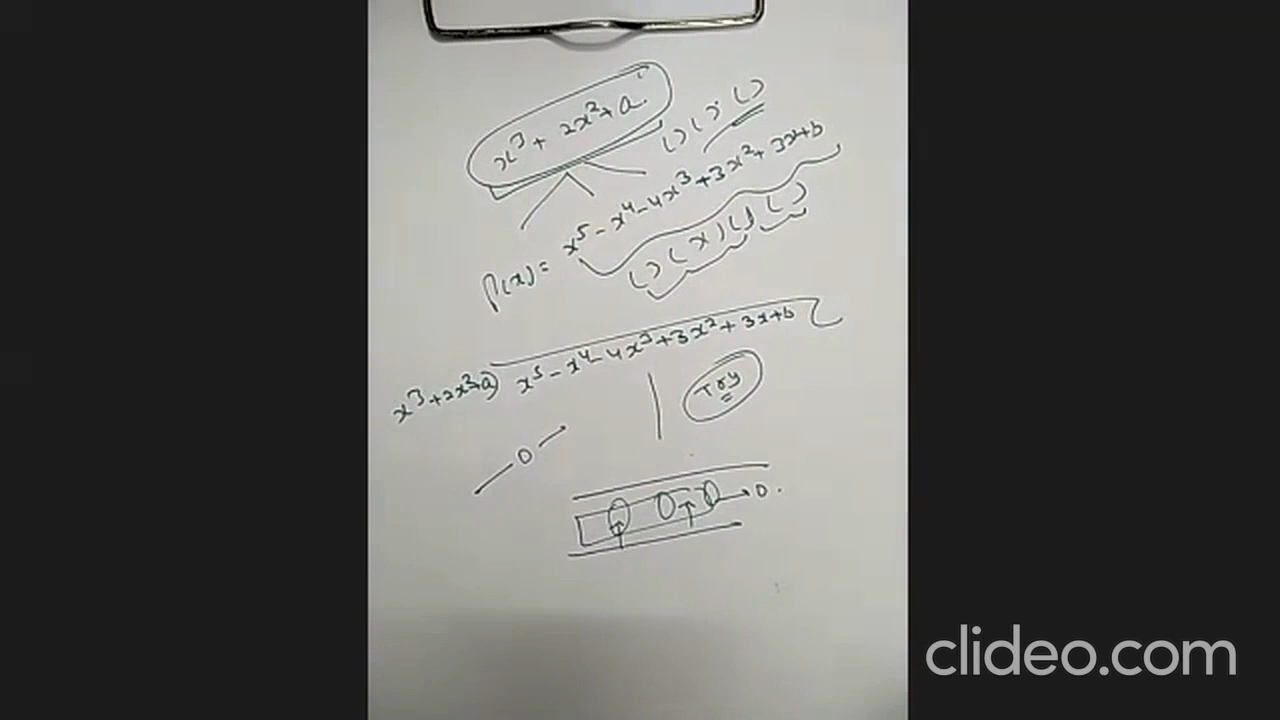 x³ + 2x² + a
( ) ( ) ( )
p(x) = x⁵ - x⁴ - 4x³ + 3x² + 3x + b
( ) (x) ( ) ( )
x³ + 2x² + a) x⁵ - x⁴ - 4x³ + 3x² + 3x + b
Try
— 0 —
→ 0.
clideo.com